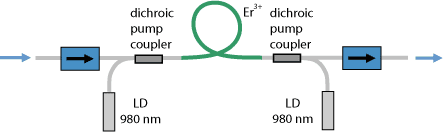 dichroic
pump
coupler
Er³⁺
dichroic
pump
coupler
LD
980 nm
LD
980 nm